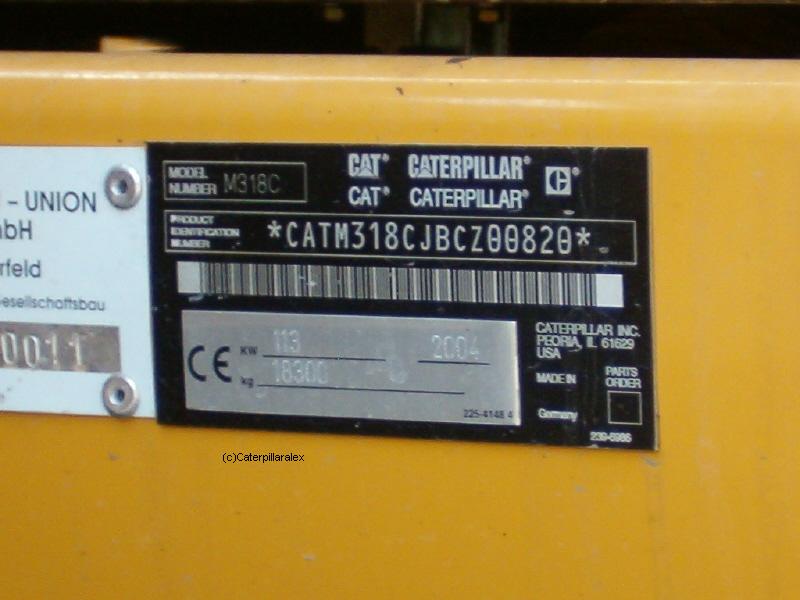 - UNION
bH
rfeld
esellschaftsbau
0011
MODEL
NUMBER M318C
CAT® CATERPILLAR®
CAT® CATERPILLAR®
PRODUCT
IDENTIFICATION
NUMBER
*CATM318CJBCZ00820*
CE
KW 113 2004
kg 18300
225-4148 4
CATERPILLAR INC.
PEORIA, IL 61629
USA
MADE IN
Germany
PARTS
ORDER
239-5986
(c)Caterpillaralex